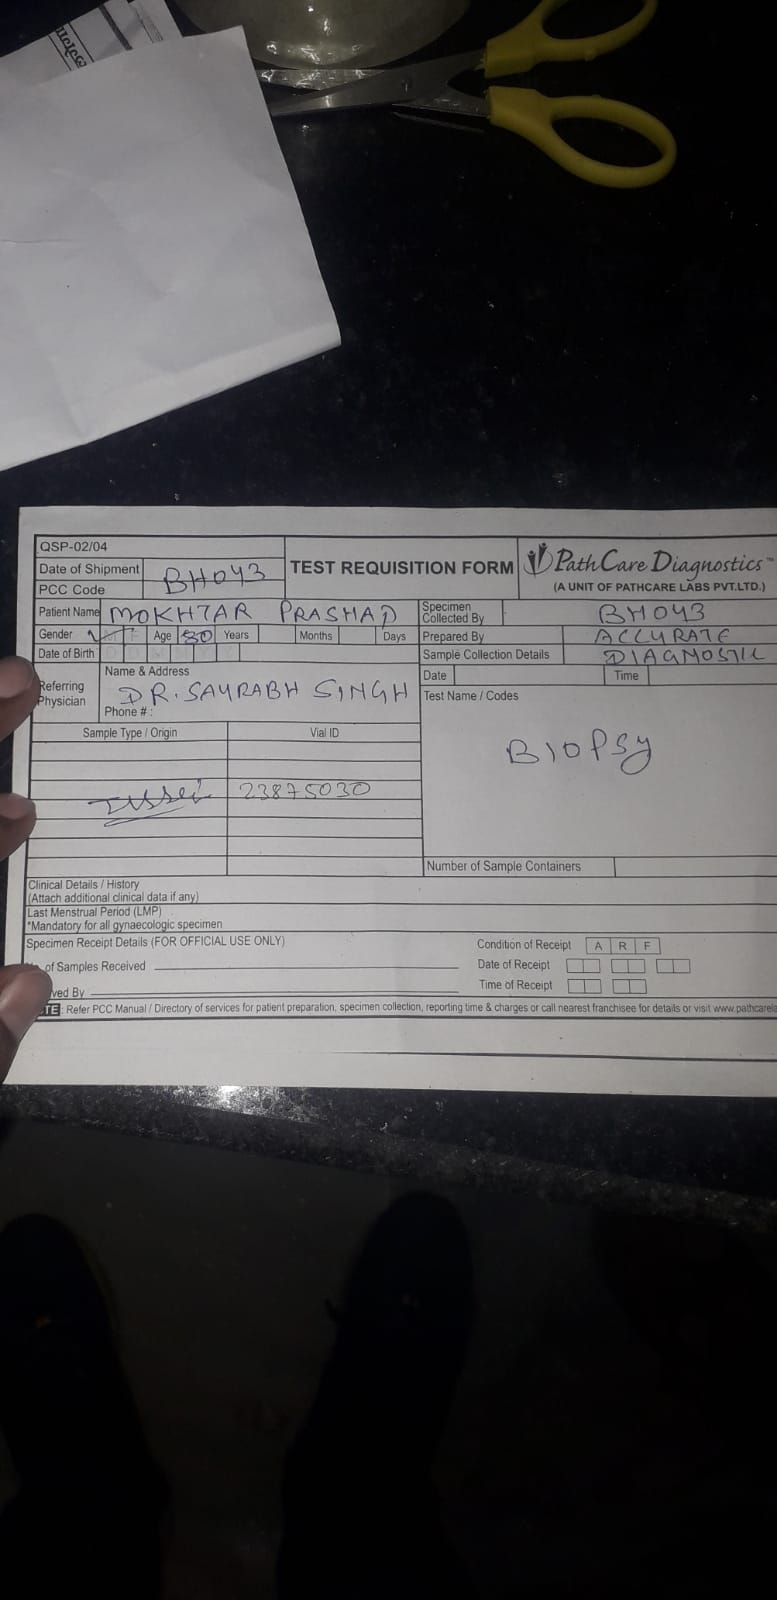 QSP-02/04
Date of Shipment
PCC Code BH043
TEST REQUISITION FORM
PathCare Diagnostics™
(A UNIT OF PATHCARE LABS PVT.LTD.)
Patient Name MOKHTAR PRASHAD
Specimen Collected By BH043
Gender Age 80 Years Months Days
Prepared By ACCURATE
Date of Birth
Sample Collection Details DIAGNOSTIC
Referring Physician
Name & Address
DR. SAURABH SINGH
Phone # :
Date Time
Test Name / Codes
BIOPSY
Sample Type / Origin Vial ID
23875030
Number of Sample Containers
Clinical Details / History
(Attach additional clinical data if any)
Last Menstrual Period (LMP)
*Mandatory for all gynaecologic specimen
Specimen Receipt Details (FOR OFFICIAL USE ONLY)
Condition of Receipt A R F
of Samples Received
Date of Receipt
Time of Receipt
ved By
TE : Refer PCC Manual / Directory of services for patient preparation, specimen collection, reporting time & charges or call nearest franchisee for details or visit www.pathcarela